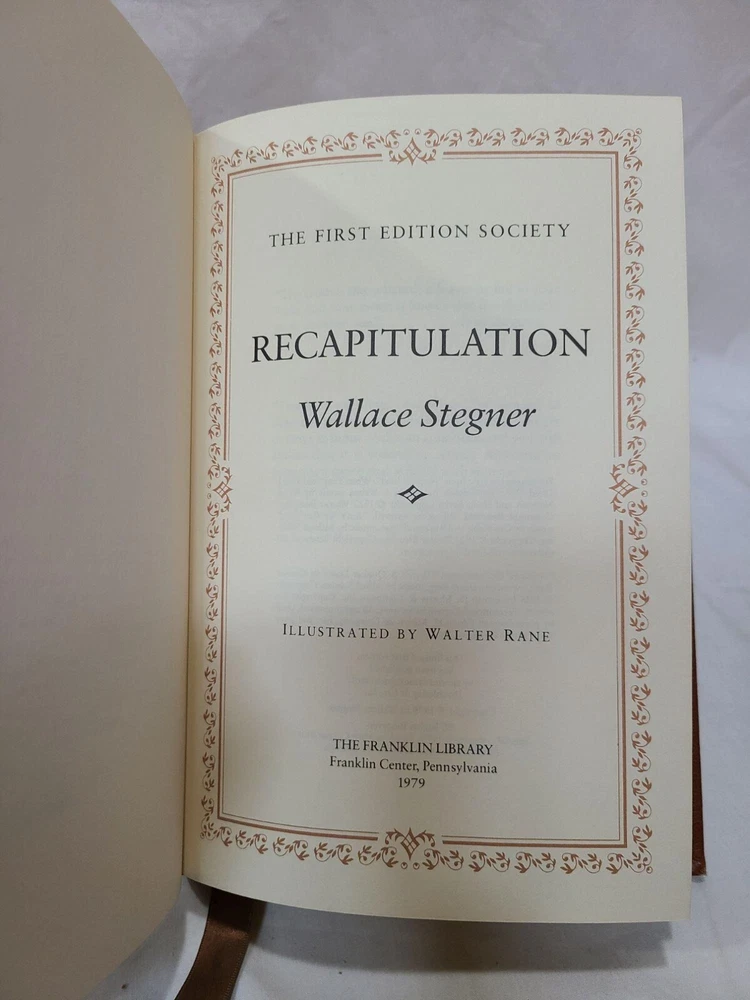 THE FIRST EDITION SOCIETY
RECAPITULATION
Wallace Stegner
ILLUSTRATED BY WALTER RANE
THE FRANKLIN LIBRARY
Franklin Center, Pennsylvania
1979